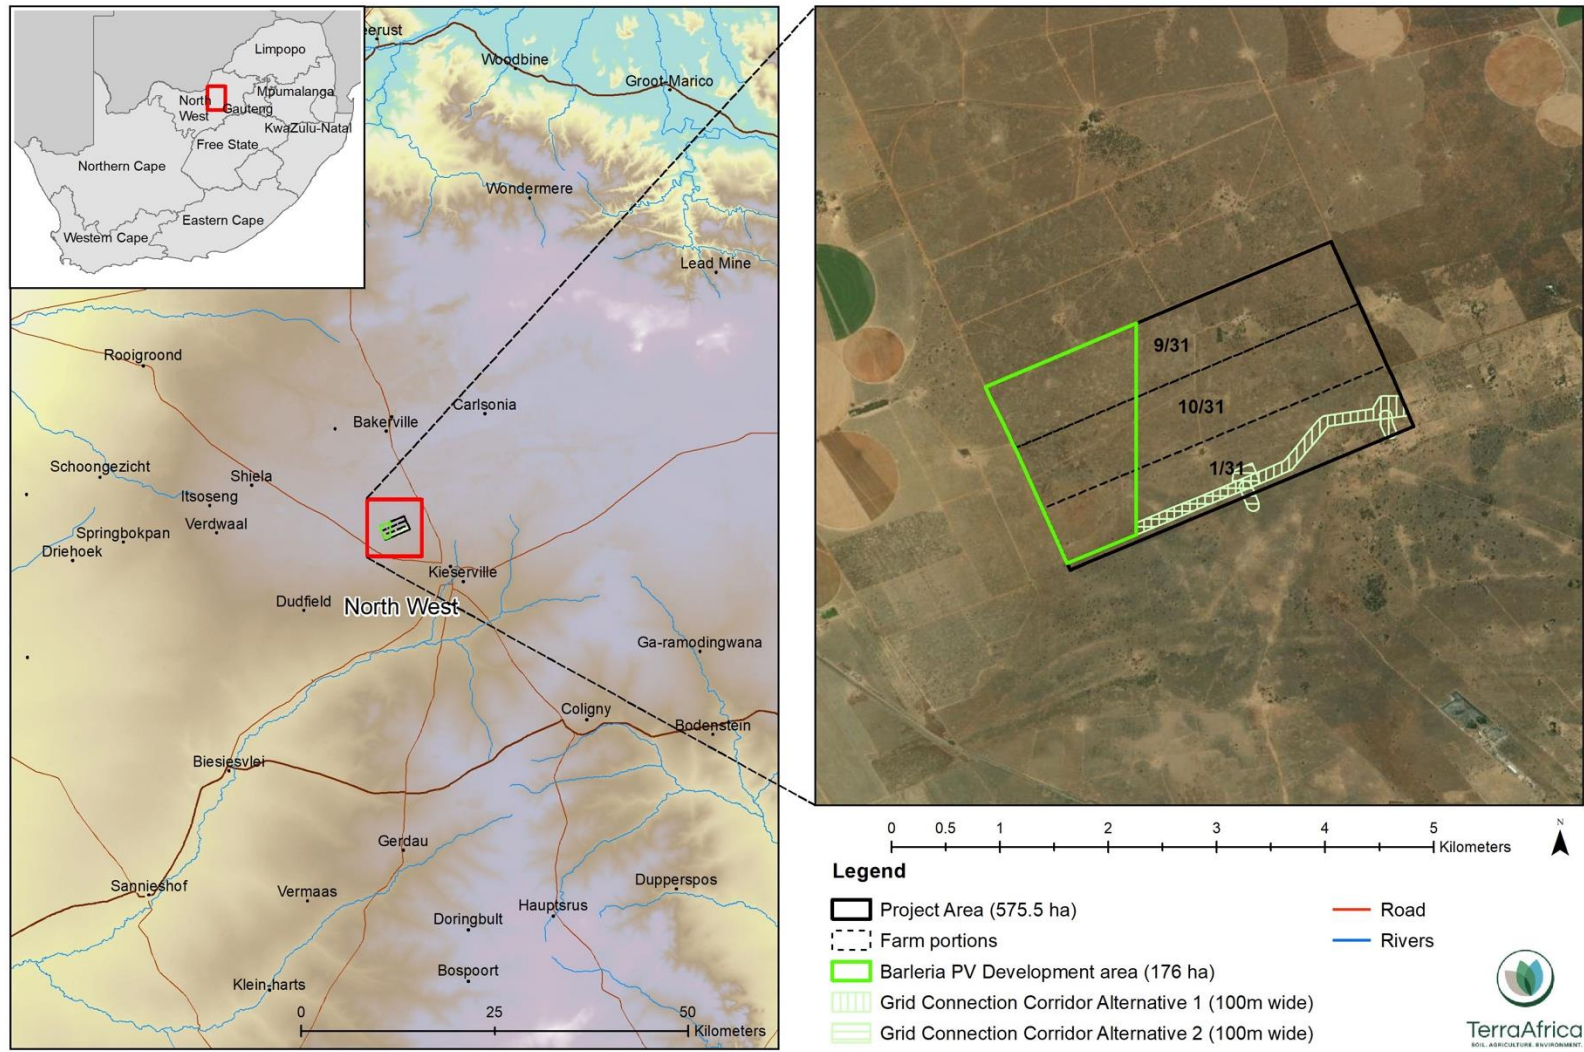 Limpopo
Mpumalanga
North
West
Gauteng
KwaZulu-Natal
Free State
Northern Cape
Eastern Cape
Western Cape
eerust
Woodbine
Groot-Marico
Wondermere
Lead Mine
Rooigroond
Carlsonia
Bakerville
Schoongezicht
Shiela
Itsoseng
Verdwaal
Springbokpan
Driehoek
Kieserville
Dudfield
North West
Ga-ramodingwana
Coligny
Bodenstein
Biesiesvlei
Gerdau
Sannieshof
Vermaas
Dupperspos
Hauptsrus
Doringbult
Bospoort
Klein-harts
0 25 50
Kilometers
9/31
10/31
1/31
0 0.5 1 2 3 4 5
Kilometers
N
Legend
Project Area (575.5 ha)
Farm portions
Barleria PV Development area (176 ha)
Grid Connection Corridor Alternative 1 (100m wide)
Grid Connection Corridor Alternative 2 (100m wide)
Road
Rivers
TerraAfrica
SOIL. AGRICULTURE. ENVIRONMENT.